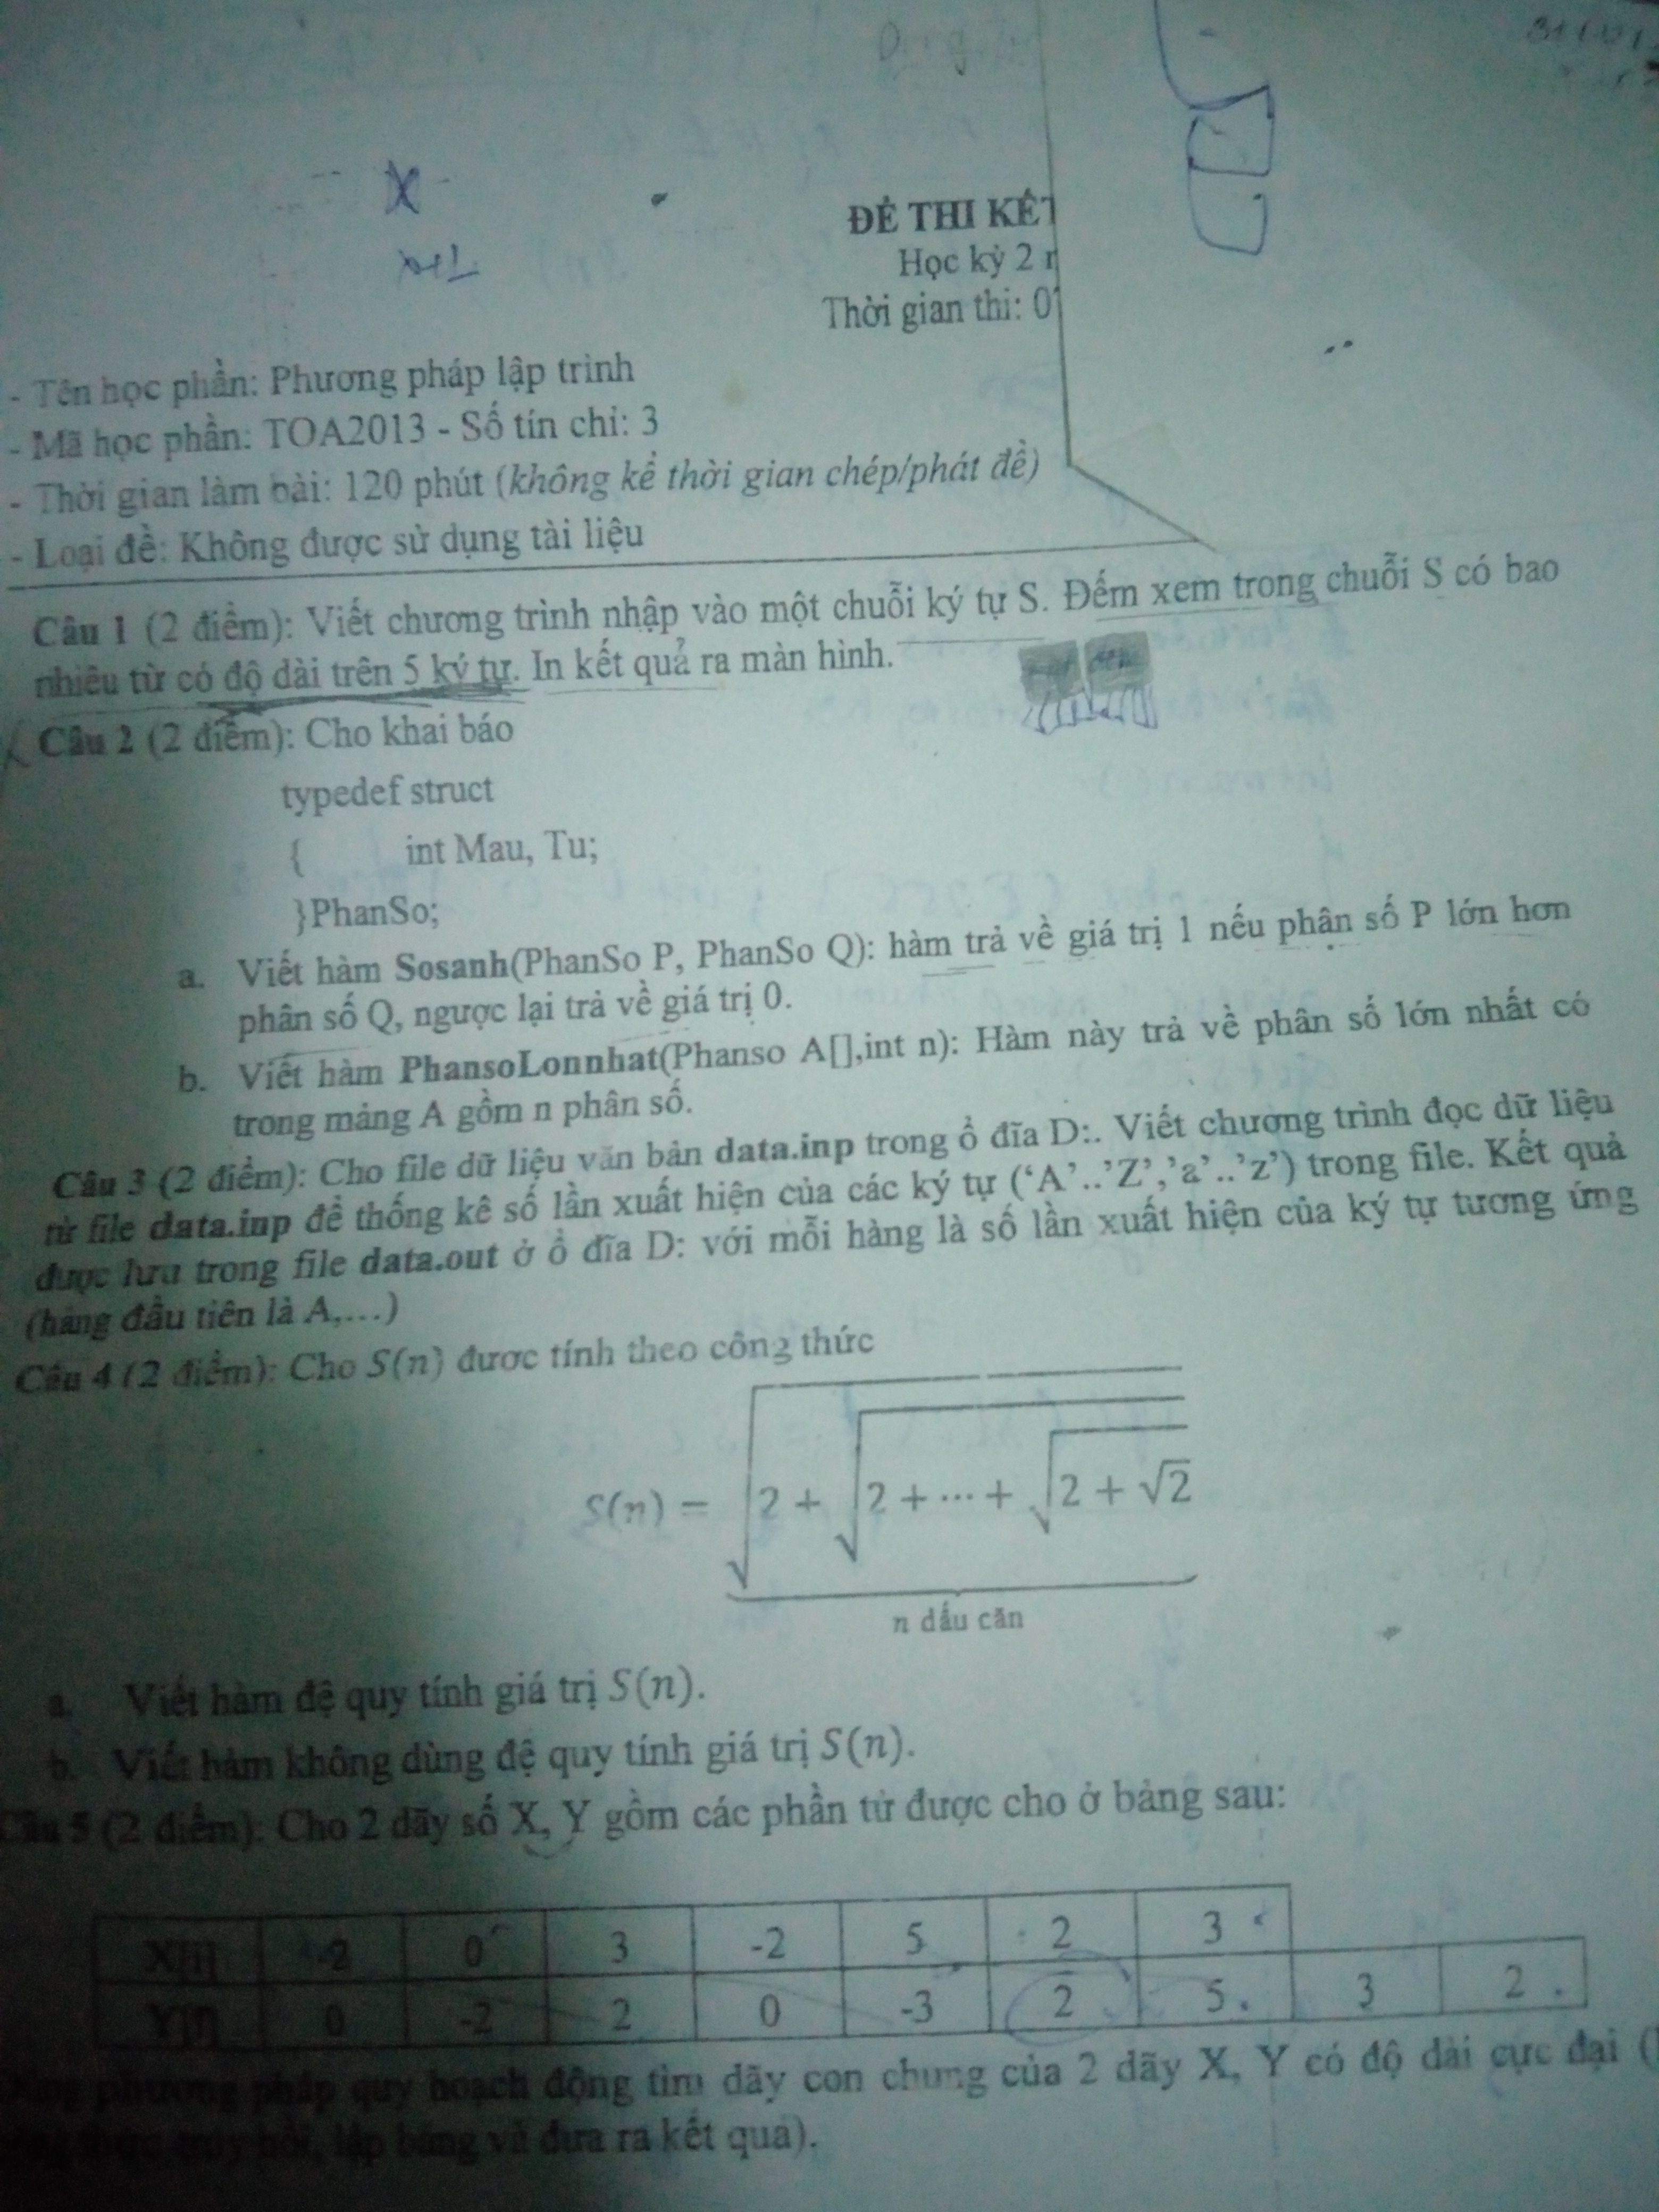 ĐỀ THI KẾT
Học kỳ 2 n
Thời gian thi: 0
- Tên học phần: Phương pháp lập trình
- Mã học phần: TOA2013 - Số tín chỉ: 3
- Thời gian làm bài: 120 phút (không kể thời gian chép/phát đề)
- Loại đề: Không được sử dụng tài liệu
Câu 1 (2 điểm): Viết chương trình nhập vào một chuỗi ký tự S. Đếm xem trong chuỗi S có bao
nhiêu từ có độ dài trên 5 ký tự. In kết quả ra màn hình.
Câu 2 (2 điểm): Cho khai báo
typedef struct
{ int Mau, Tu;
}PhanSo;
a. Viết hàm Sosanh(PhanSo P, PhanSo Q): hàm trả về giá trị 1 nếu phân số P lớn hơn
phân số Q, ngược lại trả về giá trị 0.
b. Viết hàm PhansoLonnhat(Phanso A[],int n): Hàm này trả về phân số lớn nhất có
trong mảng A gồm n phân số.
Câu 3 (2 điểm): Cho file dữ liệu văn bản data.inp trong ổ đĩa D:. Viết chương trình đọc dữ liệu
từ file data.inp để thống kê số lần xuất hiện của các ký tự (‘A’..’Z’,’a’..’z’) trong file. Kết quả
được lưu trong file data.out ở ổ đĩa D: với mỗi hàng là số lần xuất hiện của ký tự tương ứng
(hàng đầu tiên là A,…)
Câu 4 (2 điểm): Cho S(n) được tính theo công thức
S(n) = √2 + √2 + ⋯ + √2 + √2
n dấu căn
a. Viết hàm đệ quy tính giá trị S(n).
b. Viết hàm không dùng đệ quy tính giá trị S(n).
Câu 5 (2 điểm): Cho 2 dãy số X, Y gồm các phần tử được cho ở bảng sau:
X[i] -2 0 3 -2 5 2 3
Y[j] 0 -2 2 0 -3 2 5 3 2
phương pháp quy hoạch động tìm dãy con chung của 2 dãy X, Y có độ dài cực đại (
truy hồi, lập bảng và đưa ra kết quả).